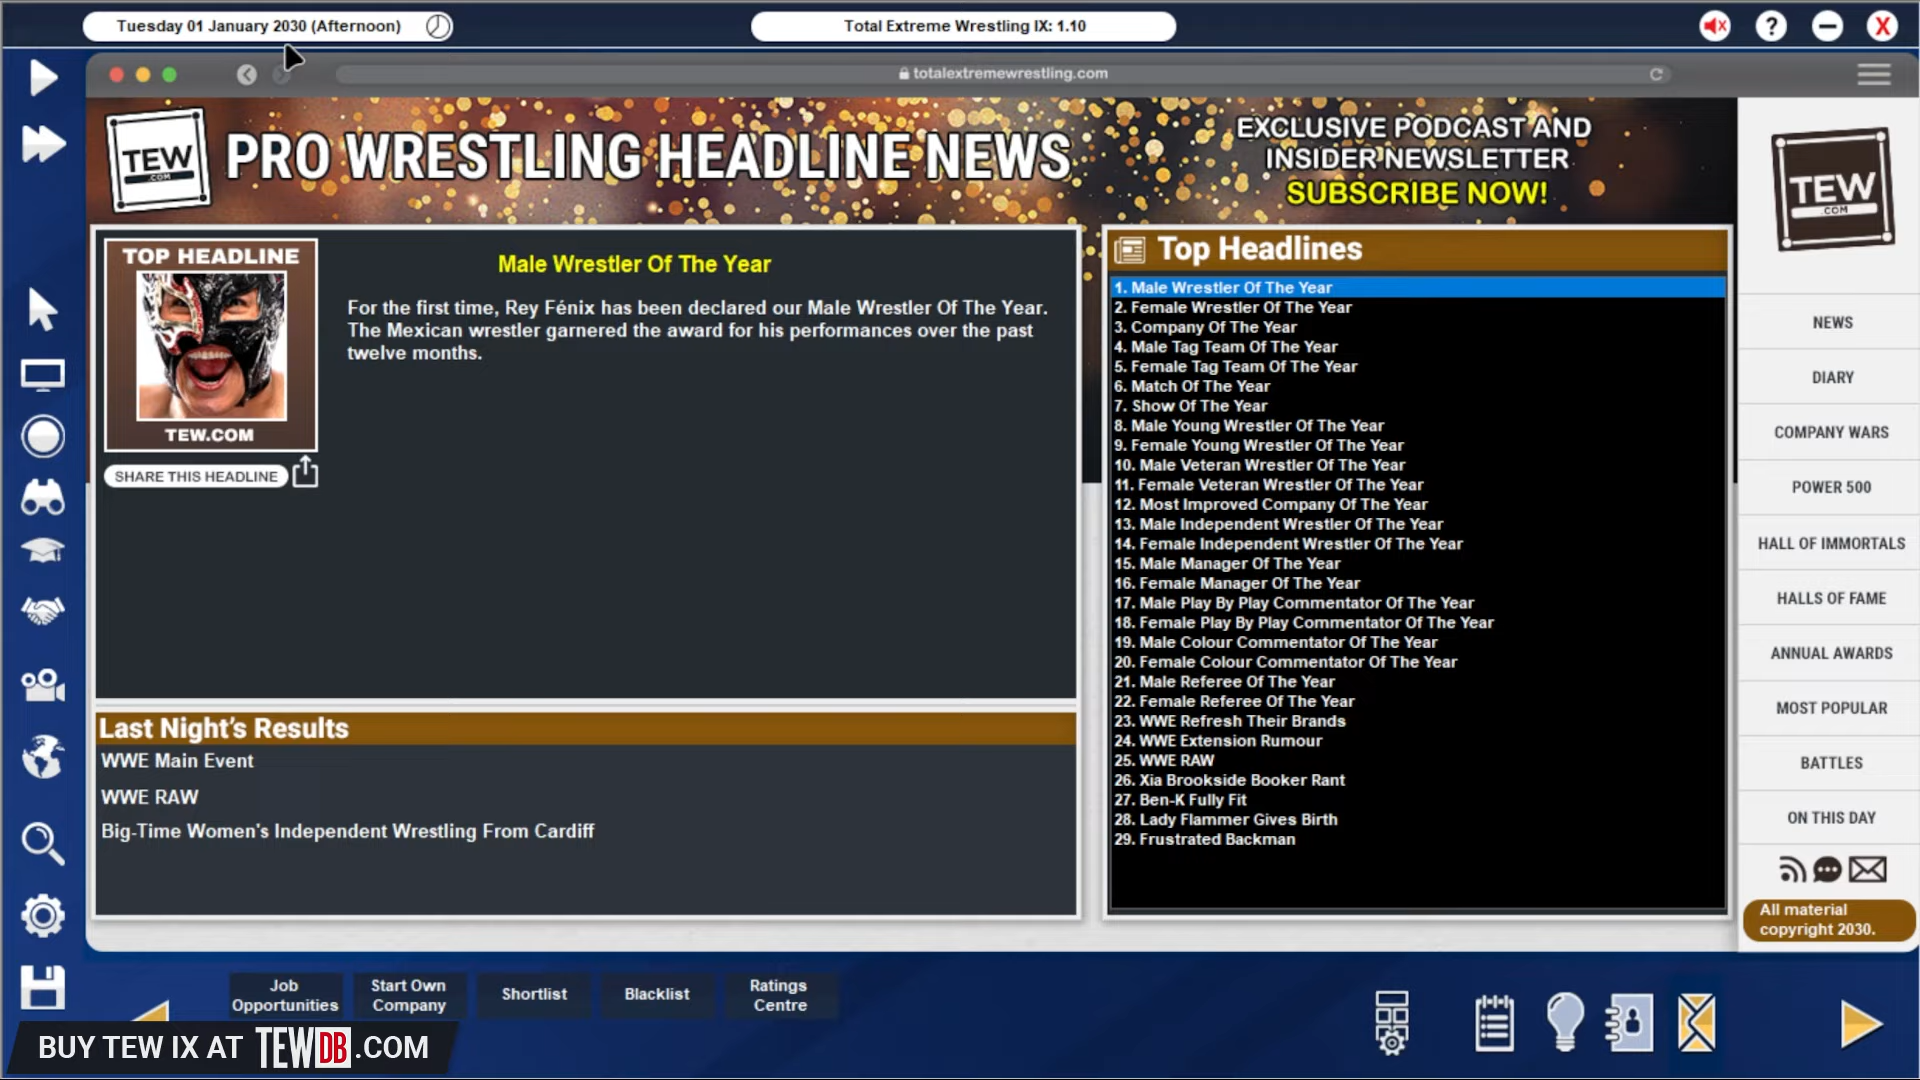 Tuesday 01 January 2030 (Afternoon)
Total Extreme Wrestling IX: 1.10
?
X
totalextremewrestling.com
TEW
.COM
PRO WRESTLING HEADLINE NEWS
EXCLUSIVE PODCAST AND
INSIDER NEWSLETTER
SUBSCRIBE NOW!
TEW
.COM
TOP HEADLINE
TEW.COM
SHARE THIS HEADLINE
Male Wrestler Of The Year
For the first time, Rey Fénix has been declared our Male Wrestler Of The Year.
The Mexican wrestler garnered the award for his performances over the past
twelve months.
Last Night's Results
WWE Main Event
WWE RAW
Big-Time Women's Independent Wrestling From Cardiff
Top Headlines
1. Male Wrestler Of The Year
2. Female Wrestler Of The Year
3. Company Of The Year
4. Male Tag Team Of The Year
5. Female Tag Team Of The Year
6. Match Of The Year
7. Show Of The Year
8. Male Young Wrestler Of The Year
9. Female Young Wrestler Of The Year
10. Male Veteran Wrestler Of The Year
11. Female Veteran Wrestler Of The Year
12. Most Improved Company Of The Year
13. Male Independent Wrestler Of The Year
14. Female Independent Wrestler Of The Year
15. Male Manager Of The Year
16. Female Manager Of The Year
17. Male Play By Play Commentator Of The Year
18. Female Play By Play Commentator Of The Year
19. Male Colour Commentator Of The Year
20. Female Colour Commentator Of The Year
21. Male Referee Of The Year
22. Female Referee Of The Year
23. WWE Refresh Their Brands
24. WWE Extension Rumour
25. WWE RAW
26. Xia Brookside Booker Rant
27. Ben-K Fully Fit
28. Lady Flammer Gives Birth
29. Frustrated Backman
NEWS
DIARY
COMPANY WARS
POWER 500
HALL OF IMMORTALS
HALLS OF FAME
ANNUAL AWARDS
MOST POPULAR
BATTLES
ON THIS DAY
All material
copyright 2030.
Job
Opportunities
Start Own
Company
Shortlist
Blacklist
Ratings
Centre
BUY TEW IX AT TEWDB.COM